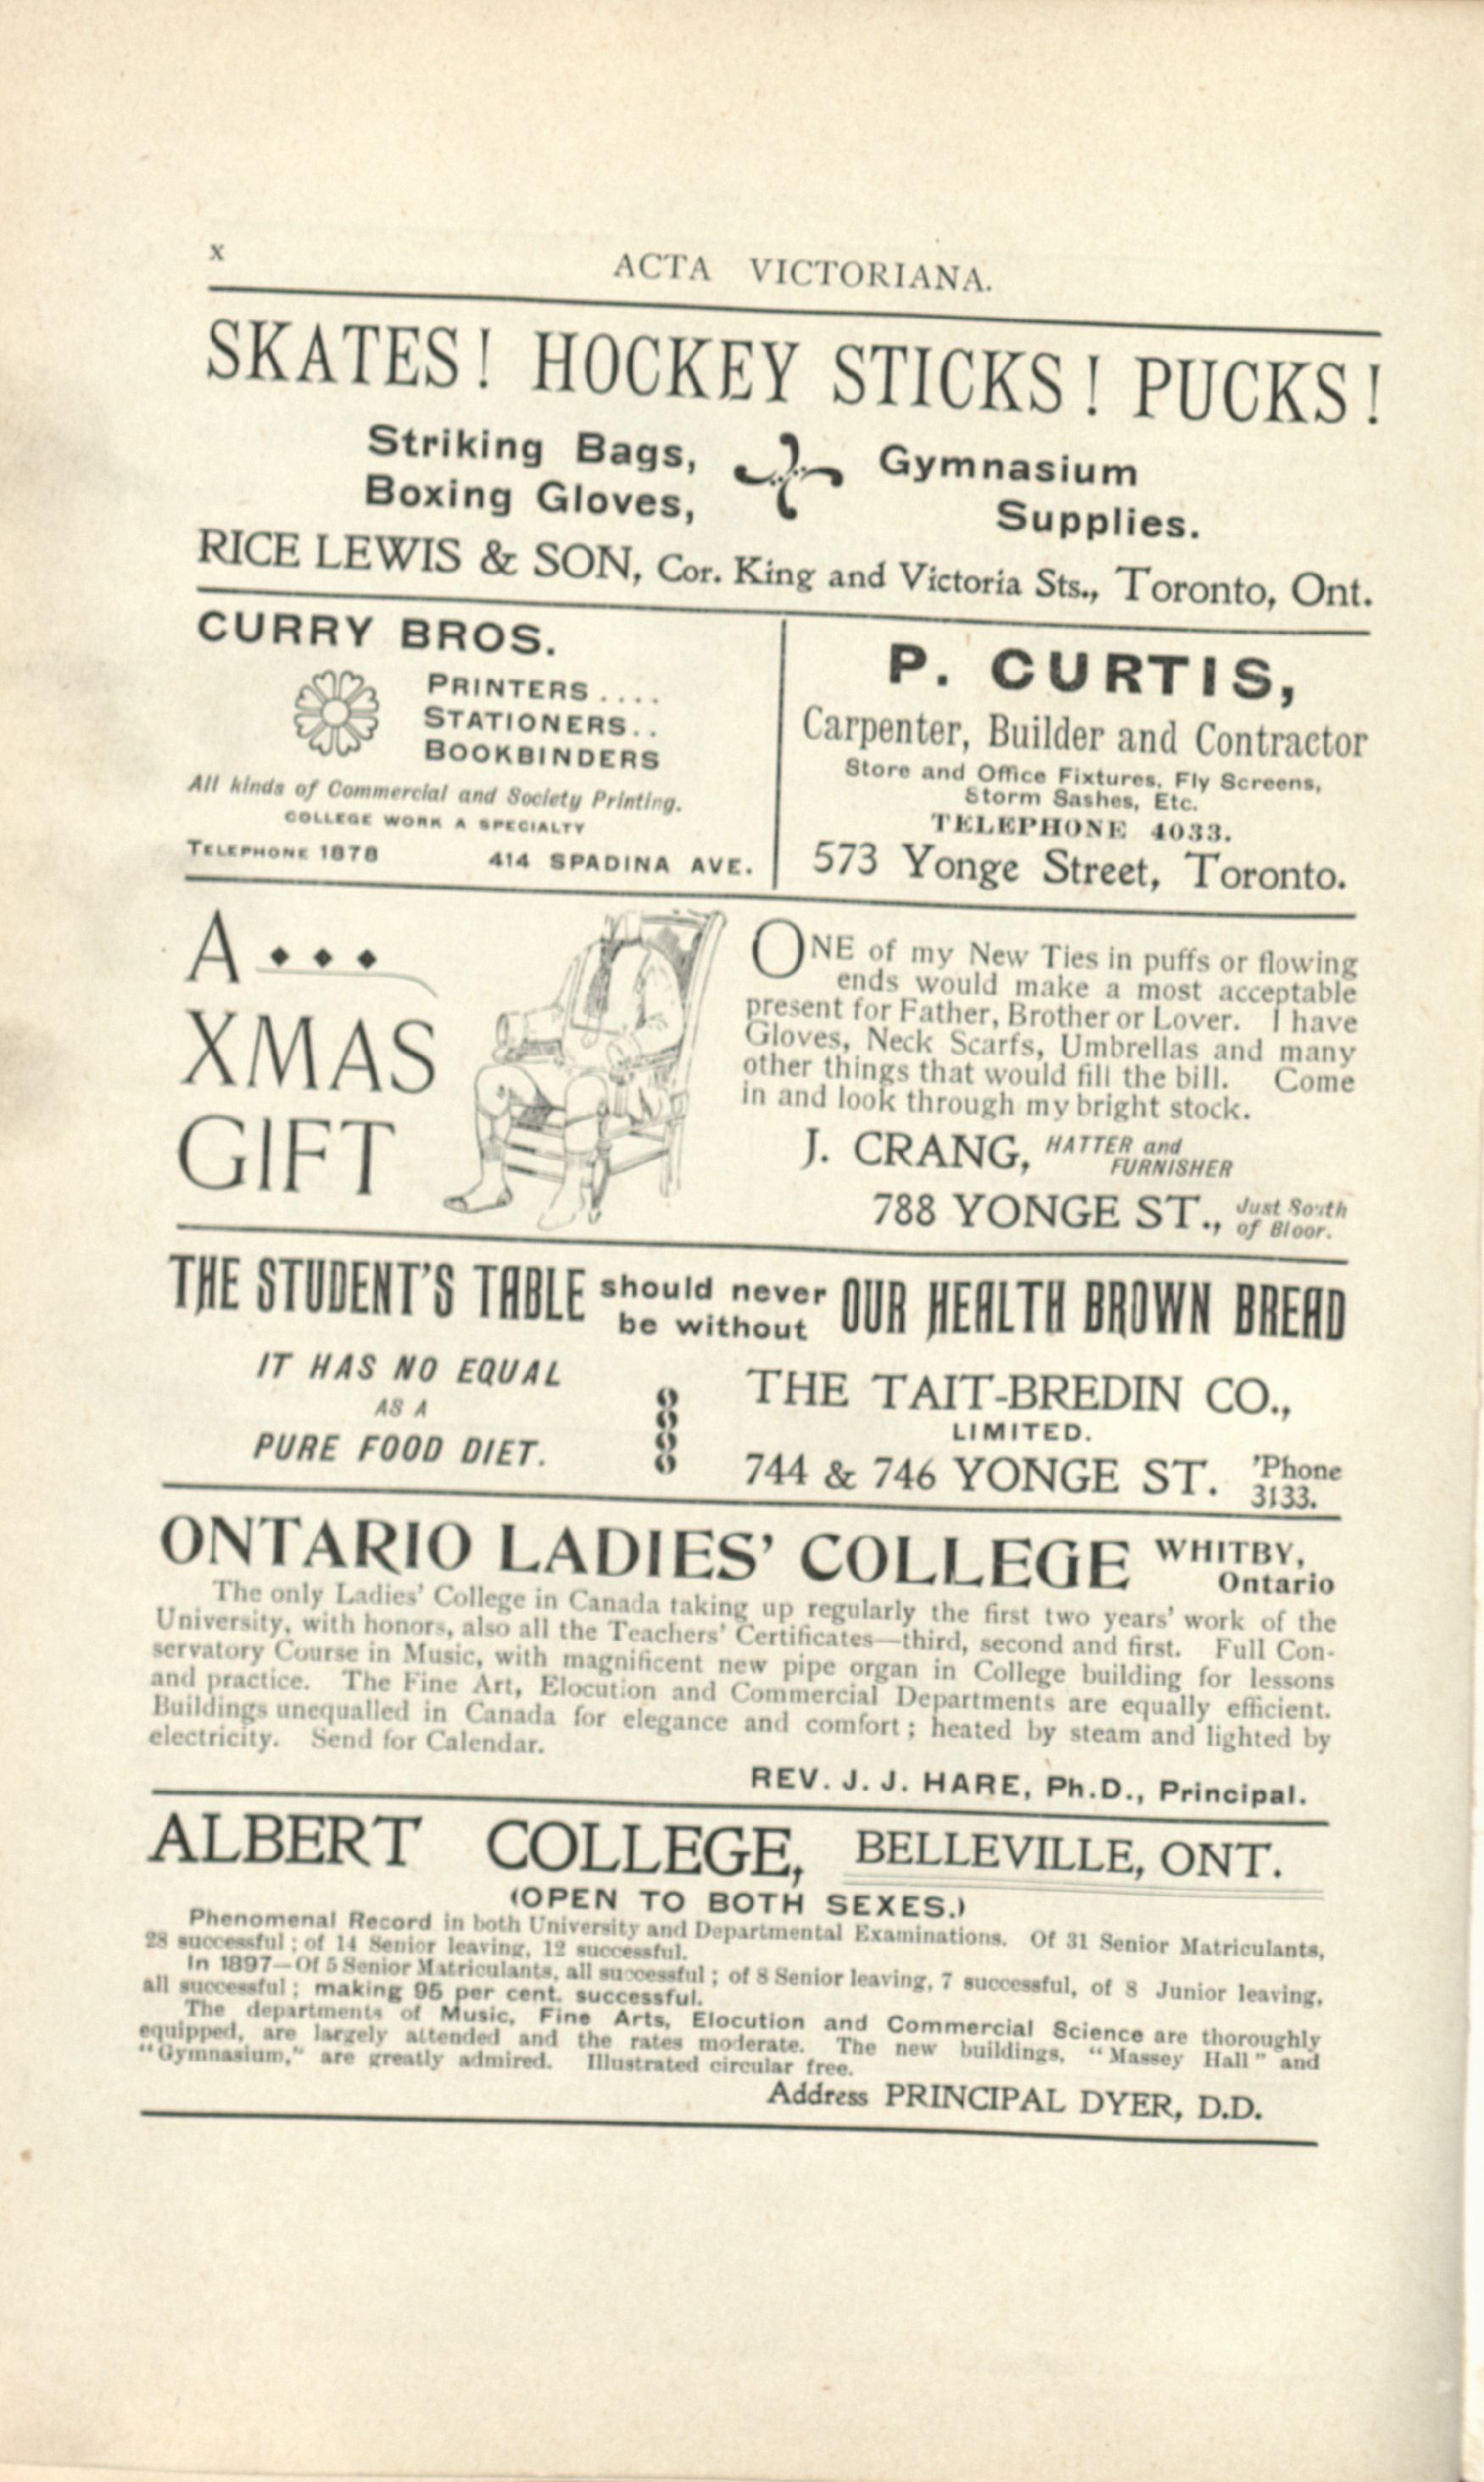 x
ACTA VICTORIANA.
SKATES! HOCKEY STICKS! PUCKS!
Striking Bags,
Boxing Gloves,
Gymnasium
Supplies.
RICE LEWIS & SON, Cor. King and Victoria Sts., Toronto, Ont.
CURRY BROS.
PRINTERS....
STATIONERS..
BOOKBINDERS
All kinds of Commercial and Society Printing.
COLLEGE WORK A SPECIALTY
TELEPHONE 1878 414 SPADINA AVE.
P. CURTIS,
Carpenter, Builder and Contractor
Store and Office Fixtures, Fly Screens,
Storm Sashes, Etc.
TELEPHONE 4033.
573 Yonge Street, Toronto.
A...
XMAS
GIFT
ONE of my New Ties in puffs or flowing
ends would make a most acceptable
present for Father, Brother or Lover. I have
Gloves, Neck Scarfs, Umbrellas and many
other things that would fill the bill. Come
in and look through my bright stock.
J. CRANG, HATTER and
FURNISHER
788 YONGE ST., Just South
of Bloor.
THE STUDENT'S TABLE should never
be without OUR HEALTH BROWN BREAD
IT HAS NO EQUAL
AS A
PURE FOOD DIET.
THE TAIT-BREDIN CO.,
LIMITED.
744 & 746 YONGE ST. 'Phone
3133.
ONTARIO LADIES' COLLEGE WHITBY,
Ontario
The only Ladies' College in Canada taking up regularly the first two years' work of the
University, with honors, also all the Teachers' Certificates—third, second and first. Full Con-
servatory Course in Music, with magnificent new pipe organ in College building for lessons
and practice. The Fine Art, Elocution and Commercial Departments are equally efficient.
Buildings unequalled in Canada for elegance and comfort; heated by steam and lighted by
electricity. Send for Calendar.
REV. J. J. HARE, Ph.D., Principal.
ALBERT COLLEGE, BELLEVILLE, ONT.
(OPEN TO BOTH SEXES.)
Phenomenal Record in both University and Departmental Examinations. Of 31 Senior Matriculants,
28 successful; of 14 Senior leaving, 12 successful.
In 1897—Of 5 Senior Matriculants, all successful; of 8 Senior leaving, 7 successful, of 8 Junior leaving,
all successful; making 95 per cent. successful.
The departments of Music, Fine Arts, Elocution and Commercial Science are thoroughly
equipped, are largely attended and the rates moderate. The new buildings, "Massey Hall" and
"Gymnasium," are greatly admired. Illustrated circular free.
Address PRINCIPAL DYER, D.D.